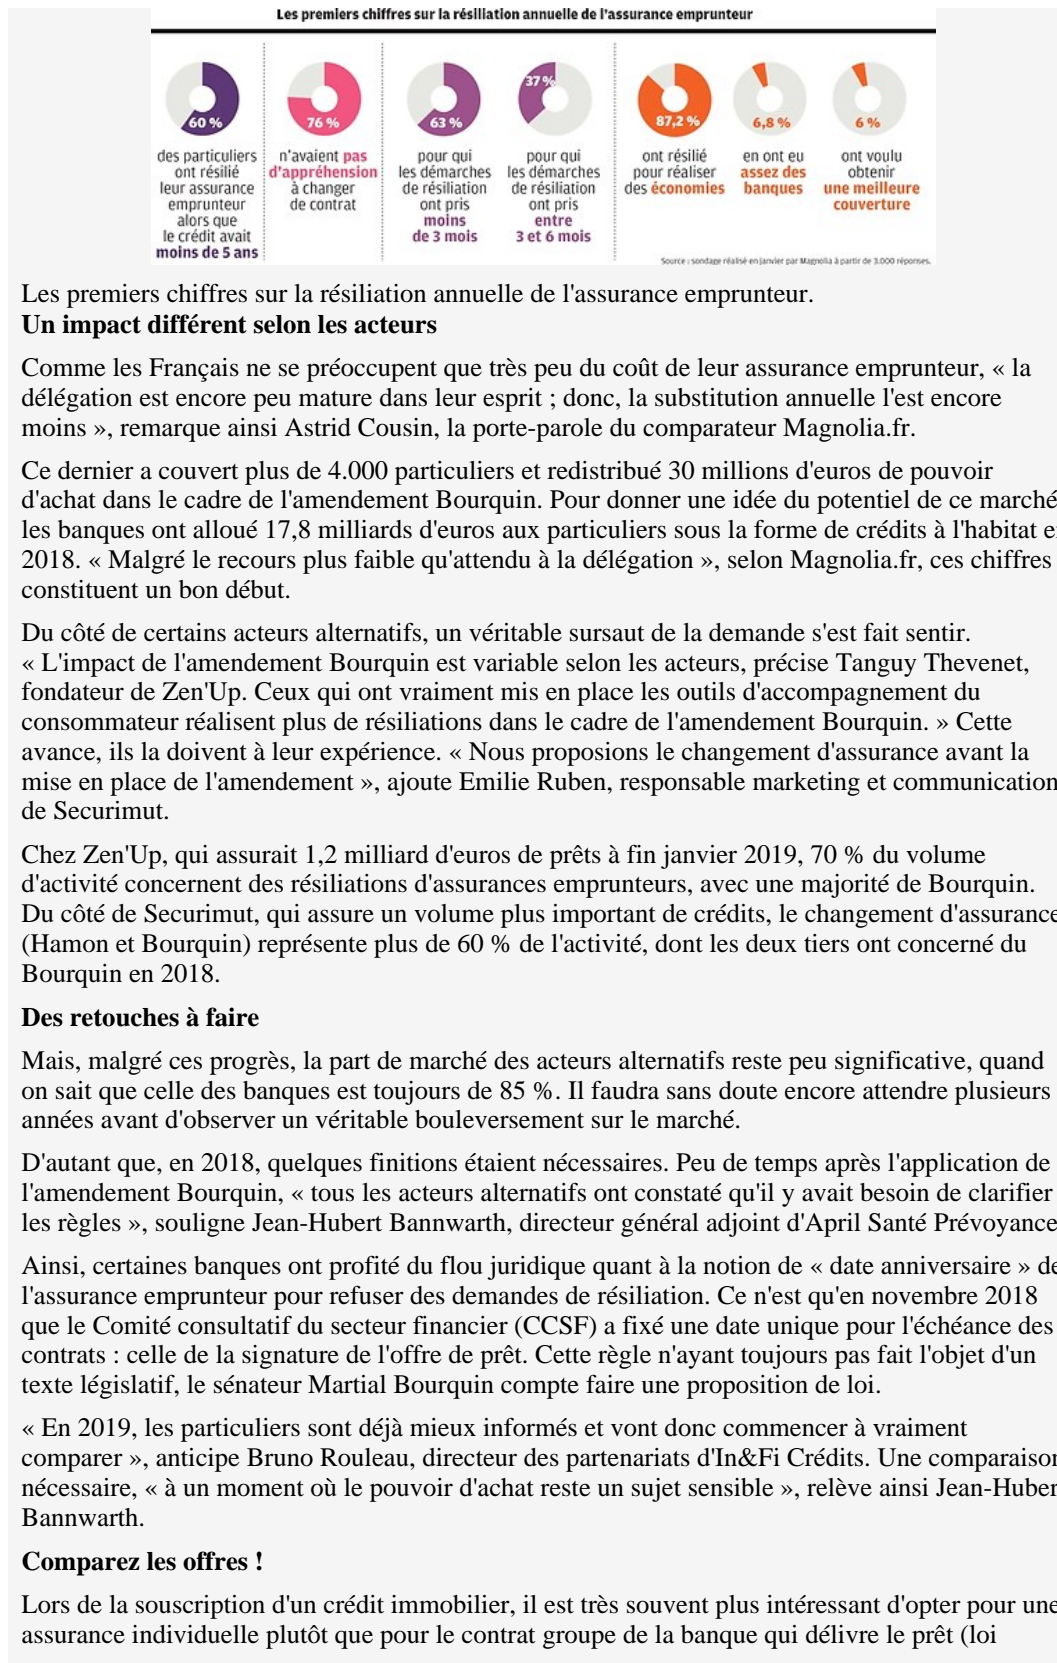 Les premiers chiffres sur la résiliation annuelle de l'assurance emprunteur
60 %
des particuliers
ont résilié
leur assurance
emprunteur
alors que
le crédit avait
moins de 5 ans
76 %
n'avaient pas
d'appréhension
à changer
de contrat
63 %
pour qui
les démarches
de résiliation
ont pris
moins
de 3 mois
37 %
pour qui
les démarches
de résiliation
ont pris
entre
3 et 6 mois
87,2 %
ont résilié
pour réaliser
des économies
6,8 %
en ont eu
assez des
banques
6 %
ont voulu
obtenir
une meilleure
couverture
Source : sondage réalisé en janvier par Magnolia à partir de 3.000 réponses.
Les premiers chiffres sur la résiliation annuelle de l'assurance emprunteur.
Un impact différent selon les acteurs
Comme les Français ne se préoccupent que très peu du coût de leur assurance emprunteur, « la
délégation est encore peu mature dans leur esprit ; donc, la substitution annuelle l'est encore
moins », remarque ainsi Astrid Cousin, la porte-parole du comparateur Magnolia.fr.
Ce dernier a couvert plus de 4.000 particuliers et redistribué 30 millions d'euros de pouvoir
d'achat dans le cadre de l'amendement Bourquin. Pour donner une idée du potentiel de ce marché
les banques ont alloué 17,8 milliards d'euros aux particuliers sous la forme de crédits à l'habitat
2018. « Malgré le recours plus faible qu'attendu à la délégation », selon Magnolia.fr, ces chiffres
constituent un bon début.
Du côté de certains acteurs alternatifs, un véritable sursaut de la demande s'est fait sentir.
« L'impact de l'amendement Bourquin est variable selon les acteurs, précise Tanguy Thevenet,
fondateur de Zen'Up. Ceux qui ont vraiment mis en place les outils d'accompagnement du
consommateur réalisent plus de résiliations dans le cadre de l'amendement Bourquin. » Cette
avance, ils la doivent à leur expérience. « Nous proposions le changement d'assurance avant la
mise en place de l'amendement », ajoute Emilie Ruben, responsable marketing et communication
de Securimut.
Chez Zen'Up, qui assurait 1,2 milliard d'euros de prêts à fin janvier 2019, 70 % du volume
d'activité concernent des résiliations d'assurances emprunteurs, avec une majorité de Bourquin.
Du côté de Securimut, qui assure un volume plus important de crédits, le changement d'assurance
(Hamon et Bourquin) représente plus de 60 % de l'activité, dont les deux tiers ont concerné du
Bourquin en 2018.
Des retouches à faire
Mais, malgré ces progrès, la part de marché des acteurs alternatifs reste peu significative, quand
on sait que celle des banques est toujours de 85 %. Il faudra sans doute encore attendre plusieurs
années avant d'observer un véritable bouleversement sur le marché.
D'autant que, en 2018, quelques finitions étaient nécessaires. Peu de temps après l'application de
l'amendement Bourquin, « tous les acteurs alternatifs ont constaté qu'il y avait besoin de clarifier
les règles », souligne Jean-Hubert Bannwarth, directeur général adjoint d'April Santé Prévoyance
Ainsi, certaines banques ont profité du flou juridique quant à la notion de « date anniversaire » de
l'assurance emprunteur pour refuser des demandes de résiliation. Ce n'est qu'en novembre 2018
que le Comité consultatif du secteur financier (CCSF) a fixé une date unique pour l'échéance des
contrats : celle de la signature de l'offre de prêt. Cette règle n'ayant toujours pas fait l'objet d'un
texte législatif, le sénateur Martial Bourquin compte faire une proposition de loi.
« En 2019, les particuliers sont déjà mieux informés et vont donc commencer à vraiment
comparer », anticipe Bruno Rouleau, directeur des partenariats d'In&Fi Crédits. Une comparaison
nécessaire, « à un moment où le pouvoir d'achat reste un sujet sensible », relève ainsi Jean-Huber
Bannwarth.
Comparez les offres !
Lors de la souscription d'un crédit immobilier, il est très souvent plus intéressant d'opter pour une
assurance individuelle plutôt que pour le contrat groupe de la banque qui délivre le prêt (loi